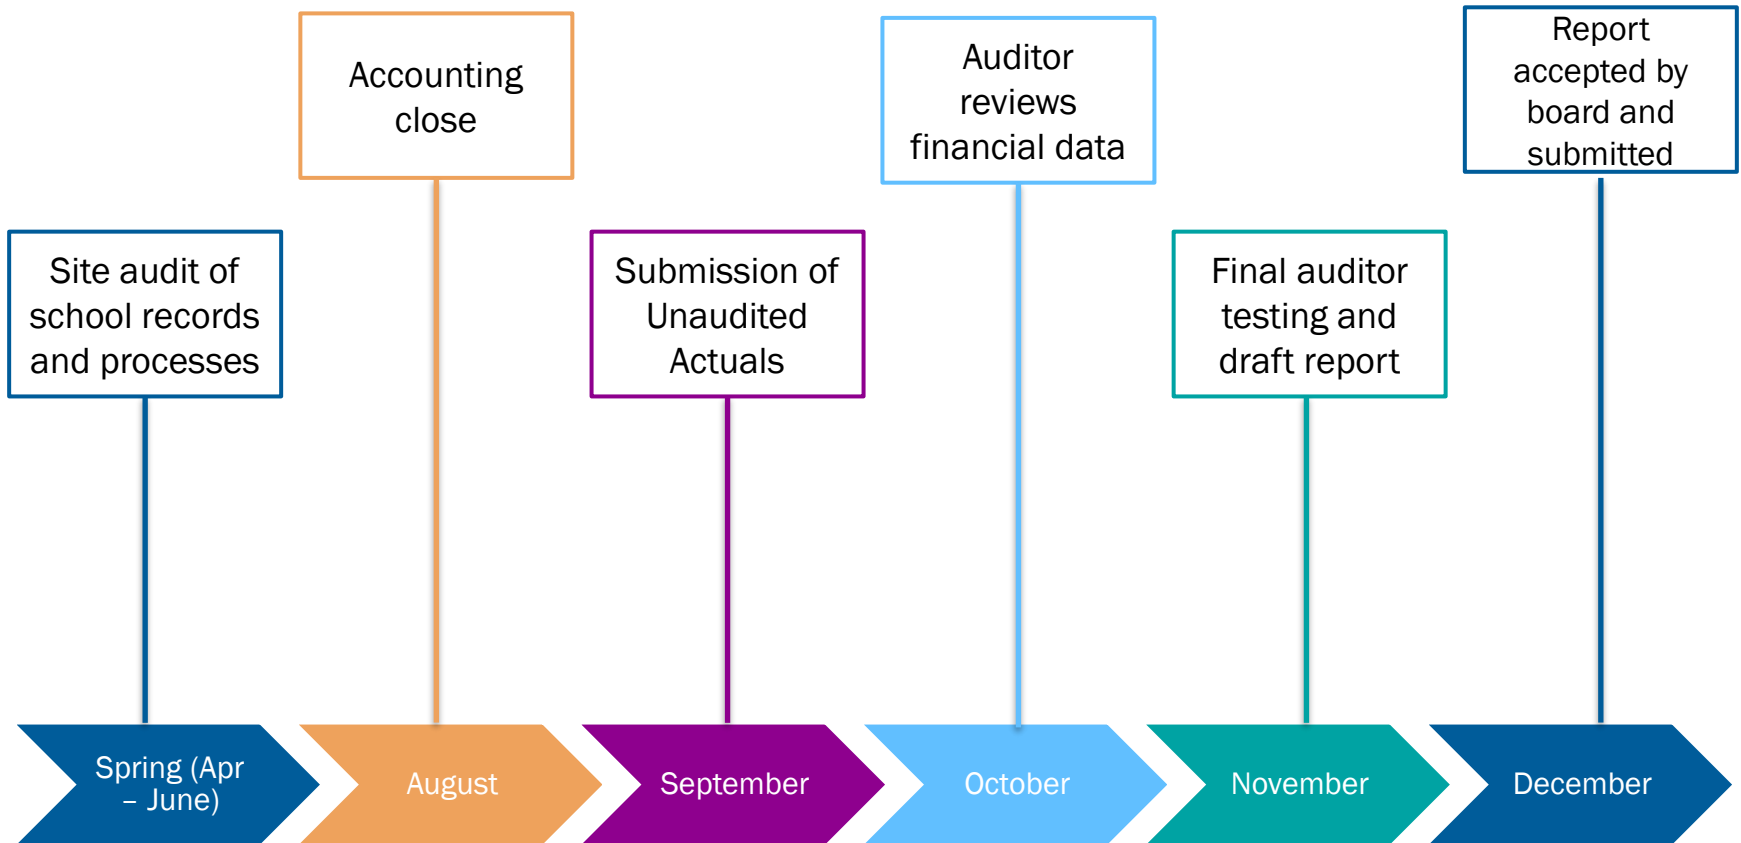 Accounting
close
Auditor
reviews
financial data
Report
accepted by
board and
submitted
Site audit of
school records
and processes
Submission of
Unaudited
Actuals
Final auditor
testing and
draft report
Spring (Apr
– June)
August
September
October
November
December